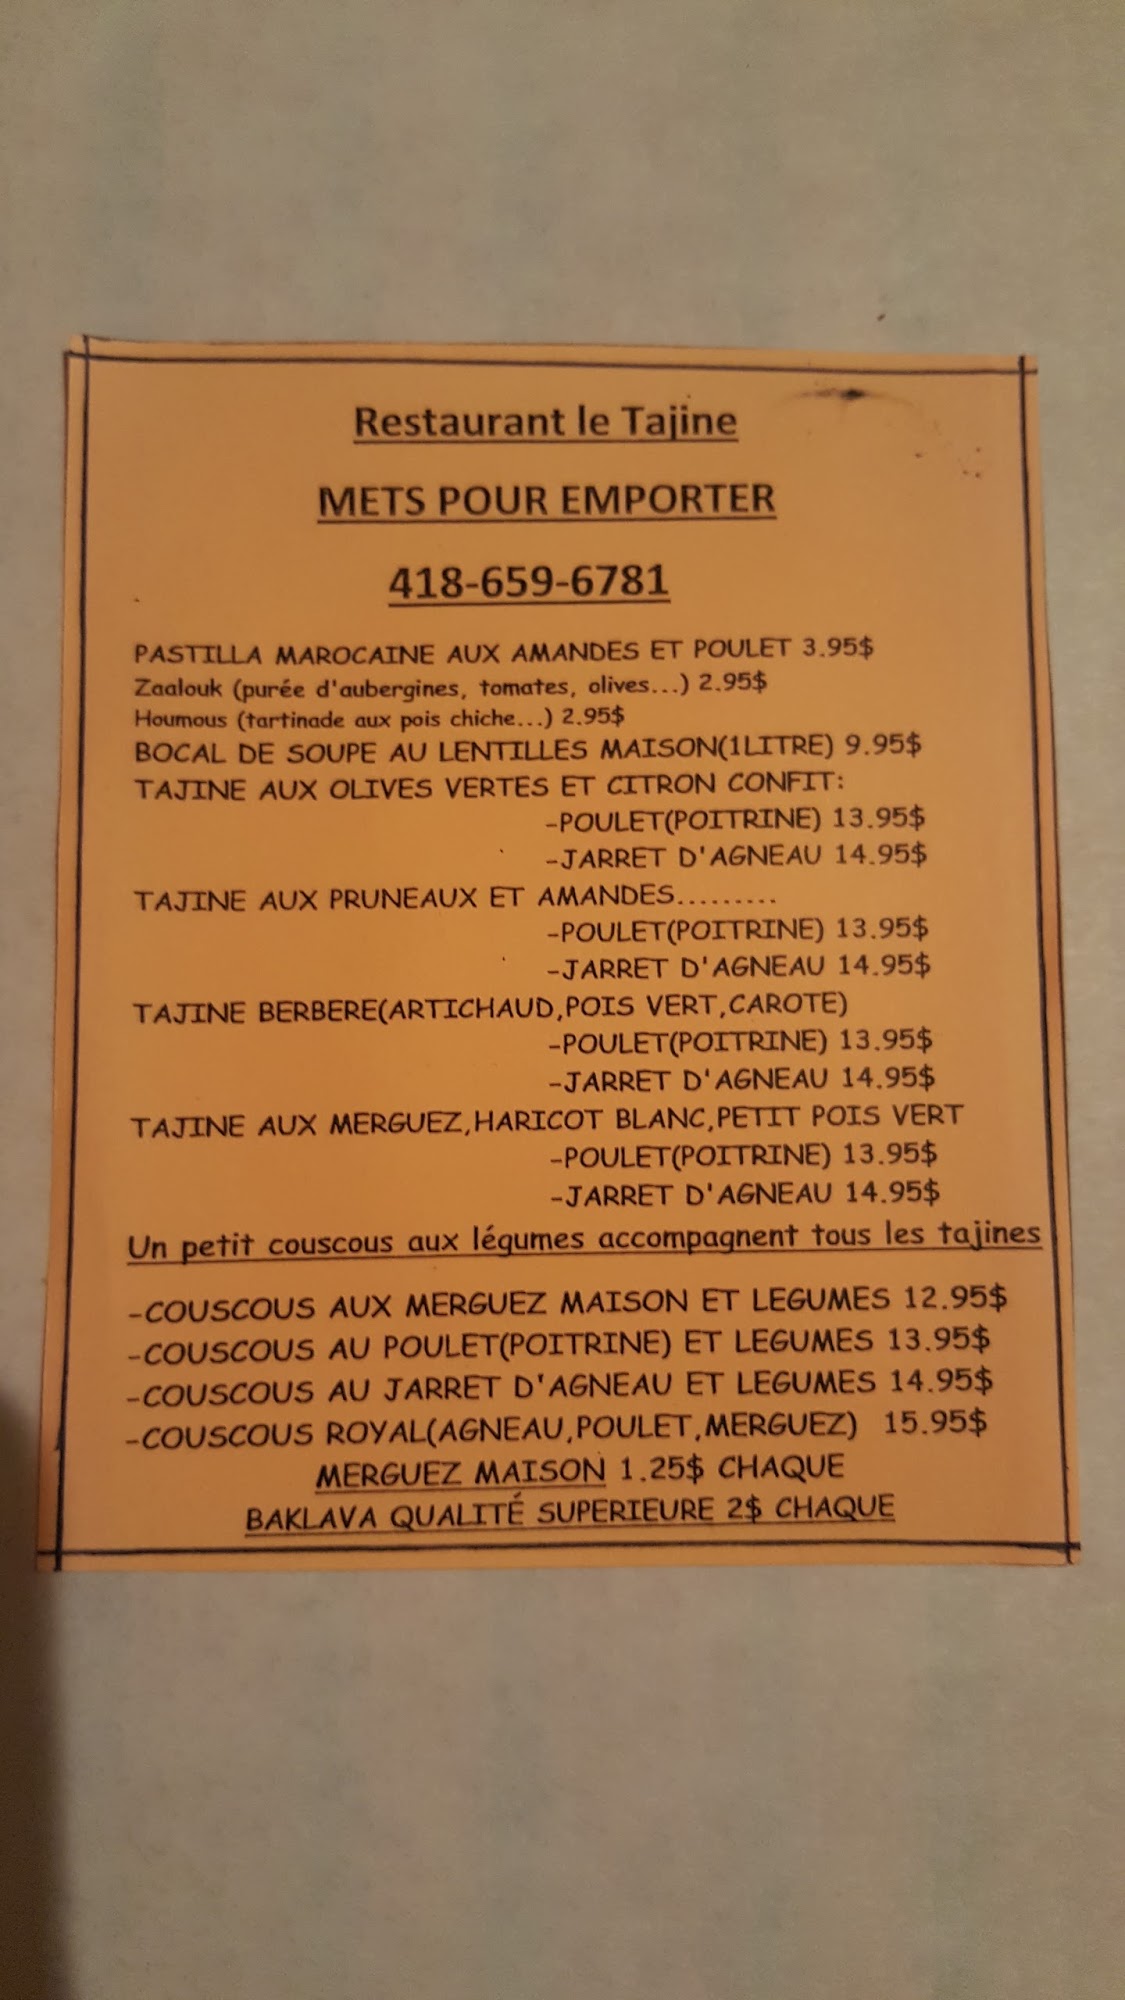 Restaurant le Tajine
METS POUR EMPORTER
418-659-6781
PASTILLA MAROCAINE AUX AMANDES ET POULET 3.95$
Zaalouk (purée d'aubergines, tomates, olives...) 2.95$
Houmous (tartinade aux pois chiche...) 2.95$
BOCAL DE SOUPE AU LENTILLES MAISON(1LITRE) 9.95$
TAJINE AUX OLIVES VERTES ET CITRON CONFIT:
-POULET(POITRINE) 13.95$
-JARRET D'AGNEAU 14.95$
TAJINE AUX PRUNEAUX ET AMANDES.........
-POULET(POITRINE) 13.95$
-JARRET D'AGNEAU 14.95$
TAJINE BERBERE(ARTICHAUD,POIS VERT,CAROTE)
-POULET(POITRINE) 13.95$
-JARRET D'AGNEAU 14.95$
TAJINE AUX MERGUEZ,HARICOT BLANC,PETIT POIS VERT
-POULET(POITRINE) 13.95$
-JARRET D'AGNEAU 14.95$
Un petit couscous aux légumes accompagnent tous les tajines
-COUSCOUS AUX MERGUEZ MAISON ET LEGUMES 12.95$
-COUSCOUS AU POULET(POITRINE) ET LEGUMES 13.95$
-COUSCOUS AU JARRET D'AGNEAU ET LEGUMES 14.95$
-COUSCOUS ROYAL(AGNEAU,POULET,MERGUEZ) 15.95$
MERGUEZ MAISON 1.25$ CHAQUE
BAKLAVA QUALITÉ SUPERIEURE 2$ CHAQUE